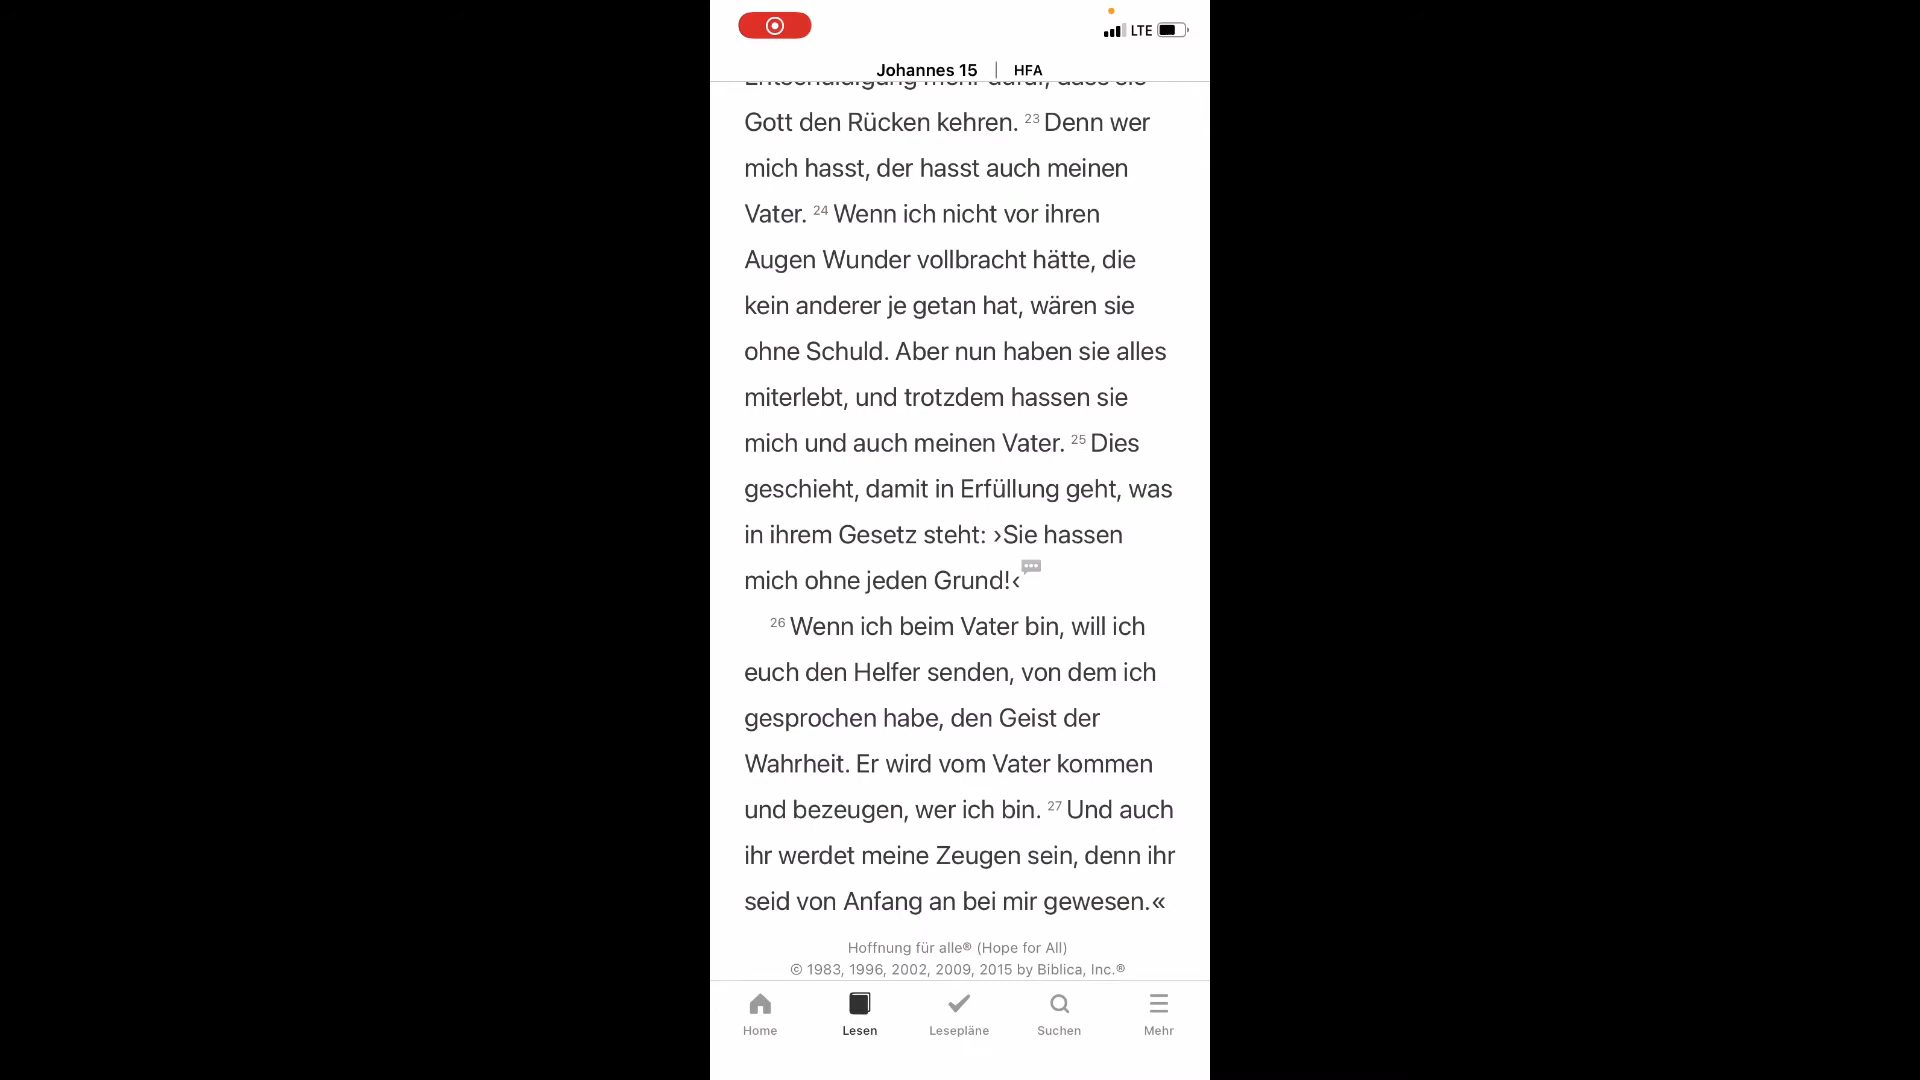 LTE
Johannes 15 | HFA
Entschuldigung mehr dafür, dass sie
Gott den Rücken kehren. 23 Denn wer
mich hasst, der hasst auch meinen
Vater. 24 Wenn ich nicht vor ihren
Augen Wunder vollbracht hätte, die
kein anderer je getan hat, wären sie
ohne Schuld. Aber nun haben sie alles
miterlebt, und trotzdem hassen sie
mich und auch meinen Vater. 25 Dies
geschieht, damit in Erfüllung geht, was
in ihrem Gesetz steht: ›Sie hassen
mich ohne jeden Grund!‹
26 Wenn ich beim Vater bin, will ich
euch den Helfer senden, von dem ich
gesprochen habe, den Geist der
Wahrheit. Er wird vom Vater kommen
und bezeugen, wer ich bin. 27 Und auch
ihr werdet meine Zeugen sein, denn ihr
seid von Anfang an bei mir gewesen.«
Hoffnung für alle® (Hope for All)
© 1983, 1996, 2002, 2009, 2015 by Biblica, Inc.®
Home Lesen Lesepläne Suchen Mehr